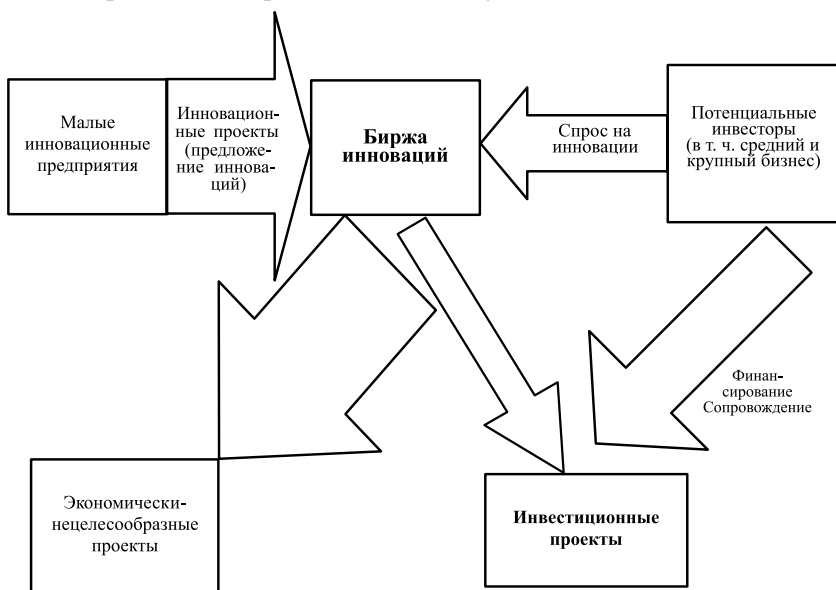 Малые
инновационные
предприятия
Инновацион-
ные проекты
(предложе-
ние иннова-
ций)
Биржа
инноваций
Спрос на
инновации
Потенциальные
инвесторы
(в т. ч. средний и
крупный бизнес)
Финан-
сирование
Сопровождение
Экономически-
нецелесообразные
проекты
Инвестиционные
проекты